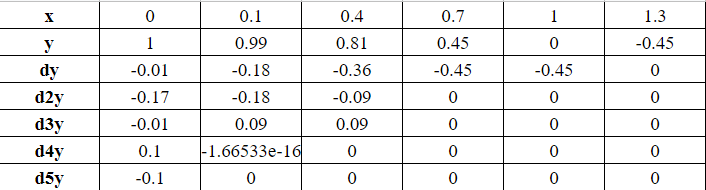 x 0 0.1 0.4 0.7 1 1.3
y 1 0.99 0.81 0.45 0 -0.45
dy -0.01 -0.18 -0.36 -0.45 -0.45 0
d2y -0.17 -0.18 -0.09 0 0 0
d3y -0.01 0.09 0.09 0 0 0
d4y 0.1 -1.66533e-16 0 0 0 0
d5y -0.1 0 0 0 0 0